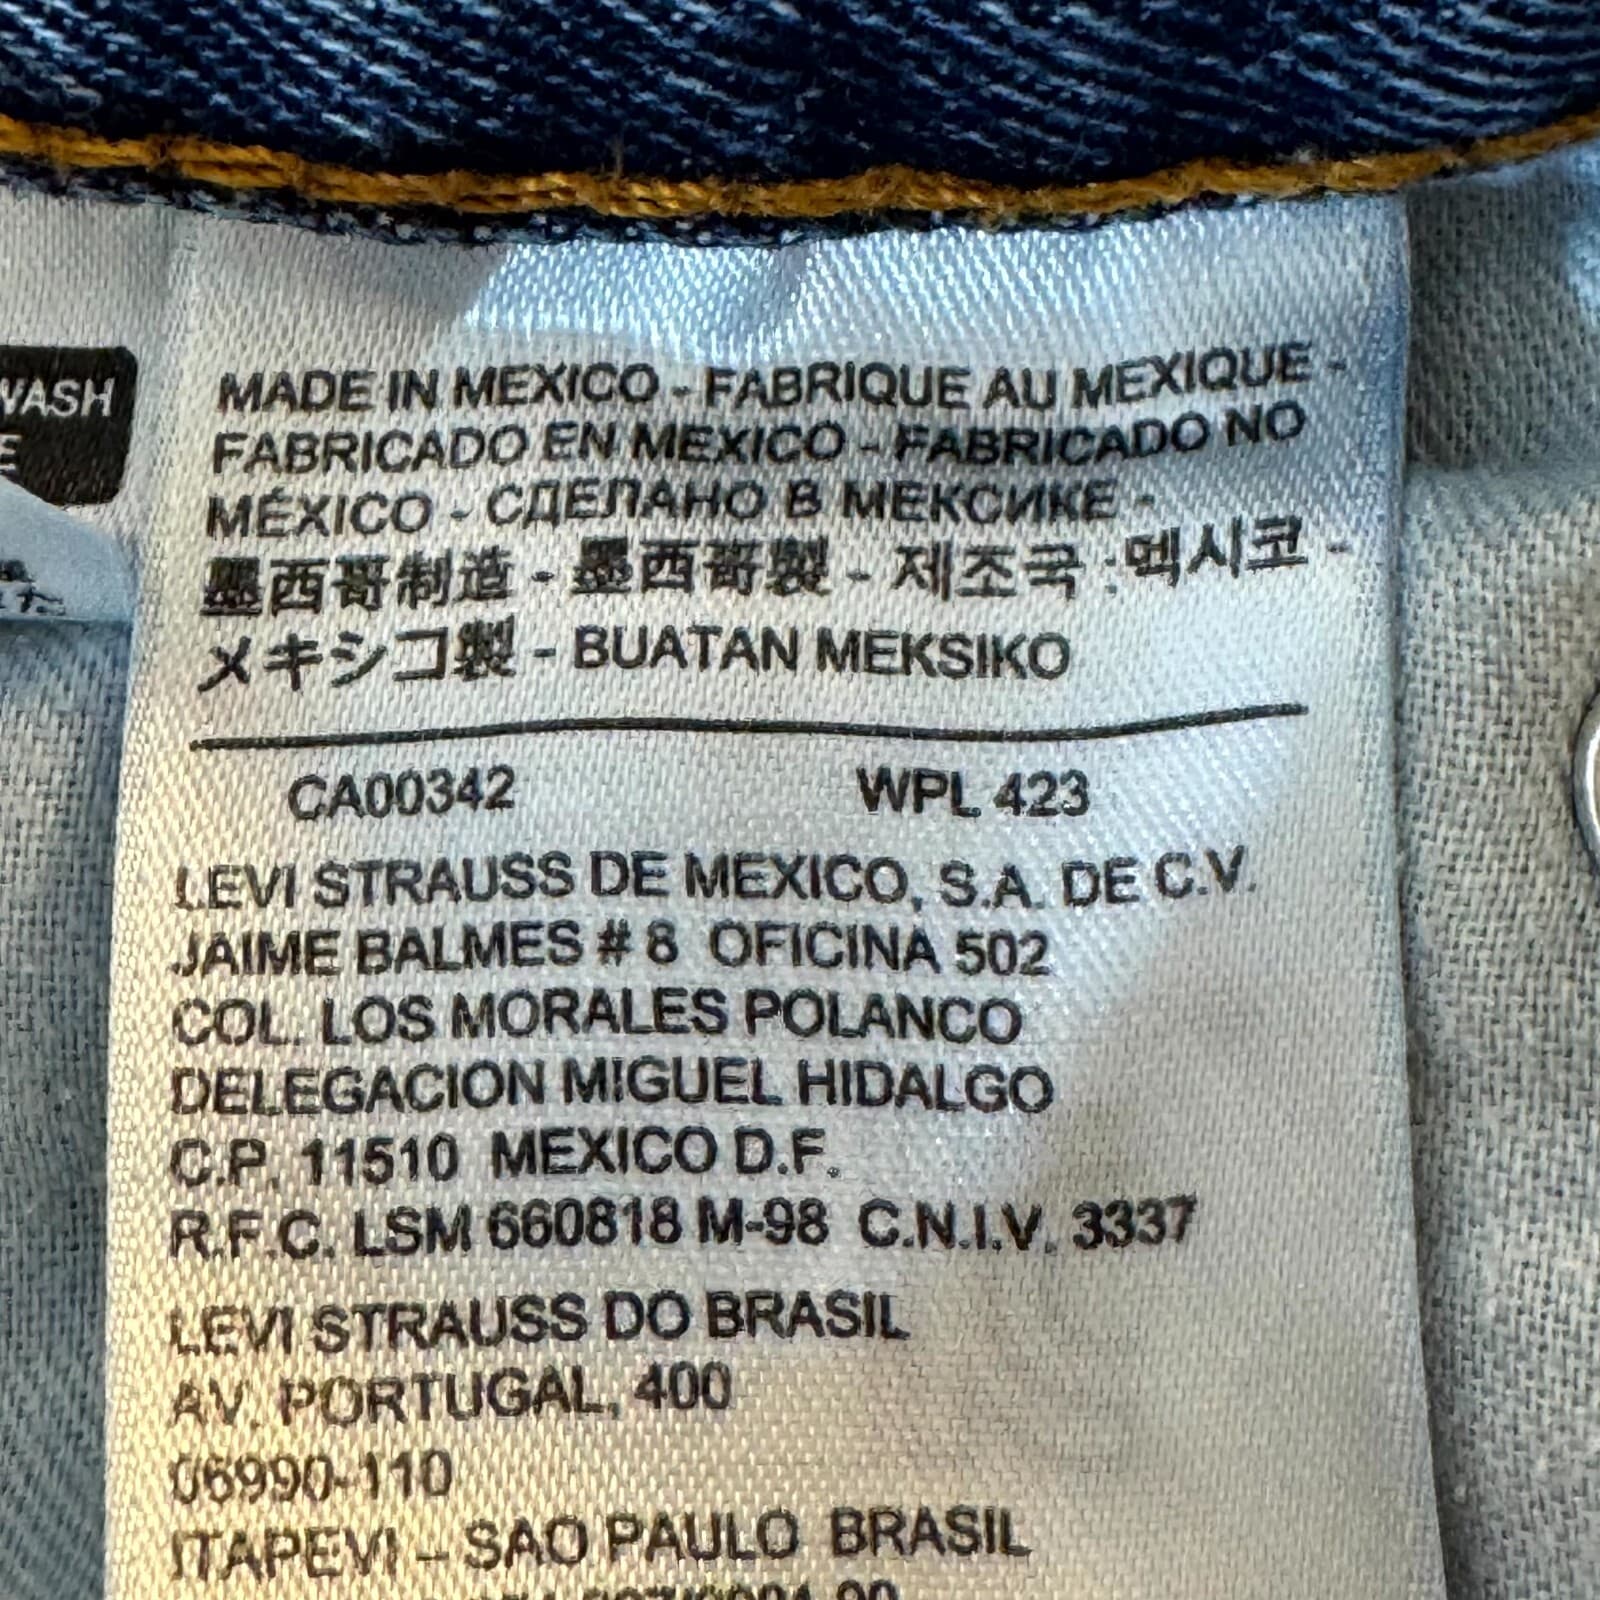 WASH
MADE IN MEXICO - FABRIQUE AU MEXIQUE -
FABRICADO EN MEXICO - FABRICADO NO
MÉXICO - СДЕЛАНО В МЕКСИКЕ -
墨西哥制造 - 墨西哥製 - 제조국 : 멕시코 -
メキシコ製 - BUATAN MEKSIKO
CA00342 WPL 423
LEVI STRAUSS DE MEXICO, S.A. DE C.V.
JAIME BALMES # 8 OFICINA 502
COL. LOS MORALES POLANCO
DELEGACION MIGUEL HIDALGO
C.P. 11510 MEXICO D.F.
R.F.C. LSM 660818 M-98 C.N.I.V. 3337
LEVI STRAUSS DO BRASIL
AV. PORTUGAL, 400
06990-110
ITAPEVI – SAO PAULO BRASIL